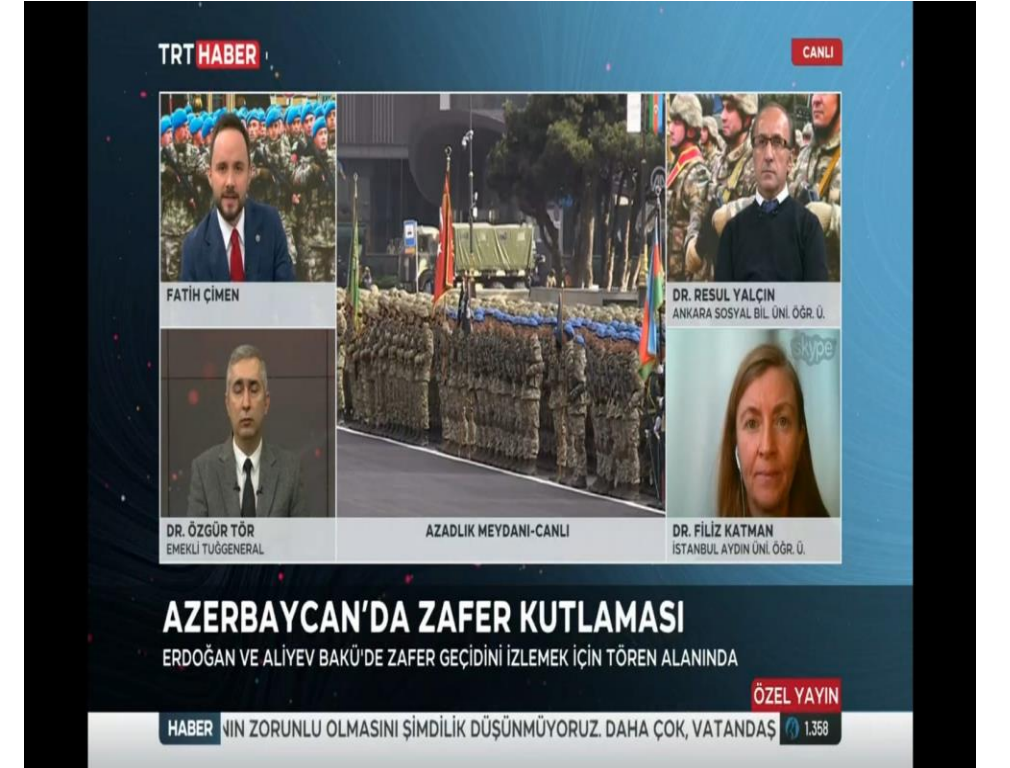 TRT HABER
CANLI
FATİH ÇİMEN
DR. RESUL YALÇIN
ANKARA SOSYAL BİL. ÜNİ. ÖĞR. Ü.
skype
DR. ÖZGÜR TÖR
EMEKLİ TUĞGENERAL
AZADLIK MEYDANI-CANLI
DR. FİLİZ KATMAN
İSTANBUL AYDIN ÜNİ. ÖĞR. Ü.
AZERBAYCAN'DA ZAFER KUTLAMASI
ERDOĞAN VE ALİYEV BAKÜ'DE ZAFER GEÇİDİNİ İZLEMEK İÇİN TÖREN ALANINDA
ÖZEL YAYIN
HABER NIN ZORUNLU OLMASINI ŞİMDİLİK DÜŞÜNMÜYORUZ. DAHA ÇOK, VATANDAŞ 1.358